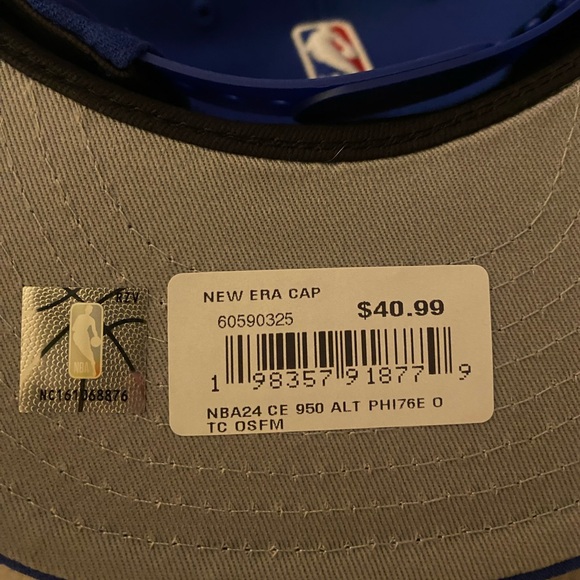 NEW ERA CAP
60590325 $40.99
1 98357 91877 9
NBA24 CE 950 ALT PHI76E O
TC OSFM
RZV
NBA
NC161068876